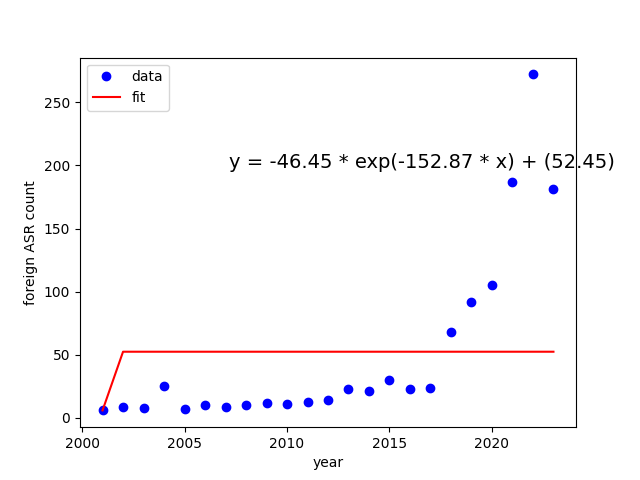 data
fit
y = -46.45 * exp(-152.87 * x) + (52.45)
250
200
150
100
50
0
foreign ASR count
2000 2005 2010 2015 2020
year